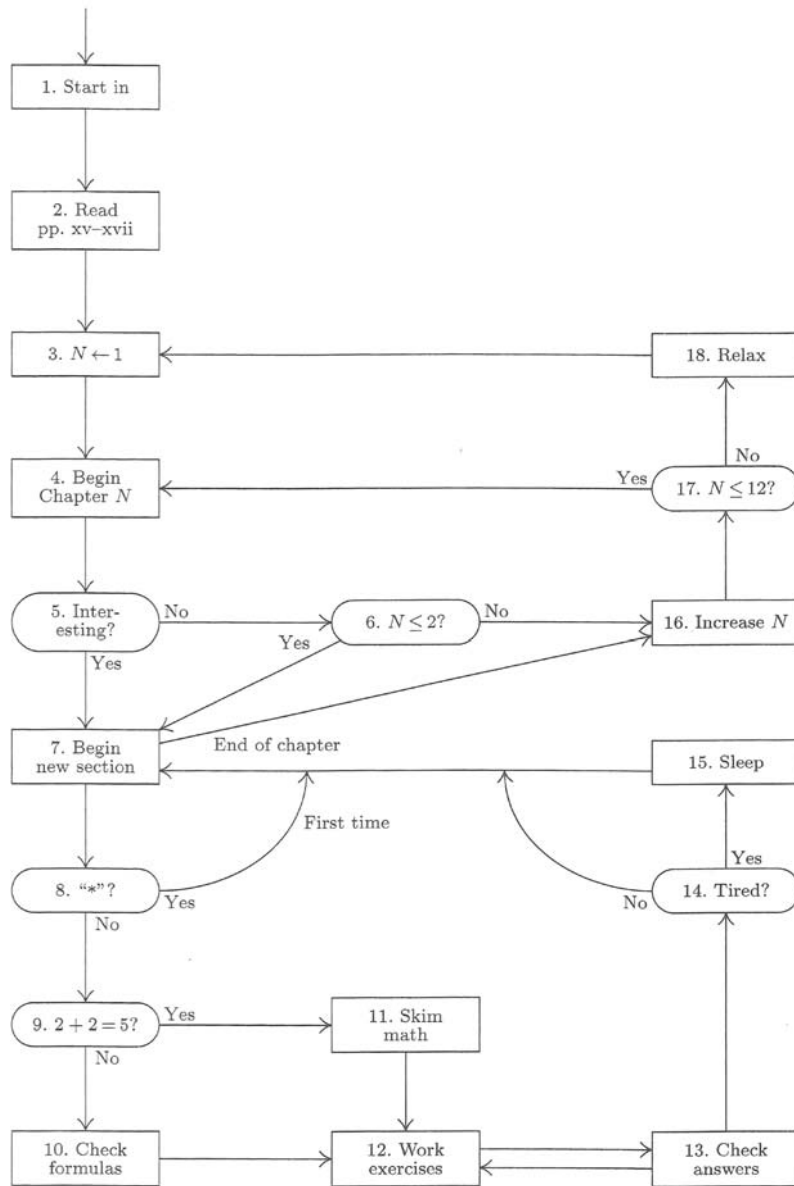 1. Start in
2. Read
pp. xv–xvii
3. N ← 1
18. Relax
No
4. Begin
Chapter N
Yes
17. N ≤ 12?
5. Inter-
esting?
No
6. N ≤ 2?
No
16. Increase N
Yes
Yes
7. Begin
new section
End of chapter
15. Sleep
First time
Yes
8. “*”?
Yes
No
14. Tired?
No
9. 2 + 2 = 5?
Yes
11. Skim
math
No
10. Check
formulas
12. Work
exercises
13. Check
answers